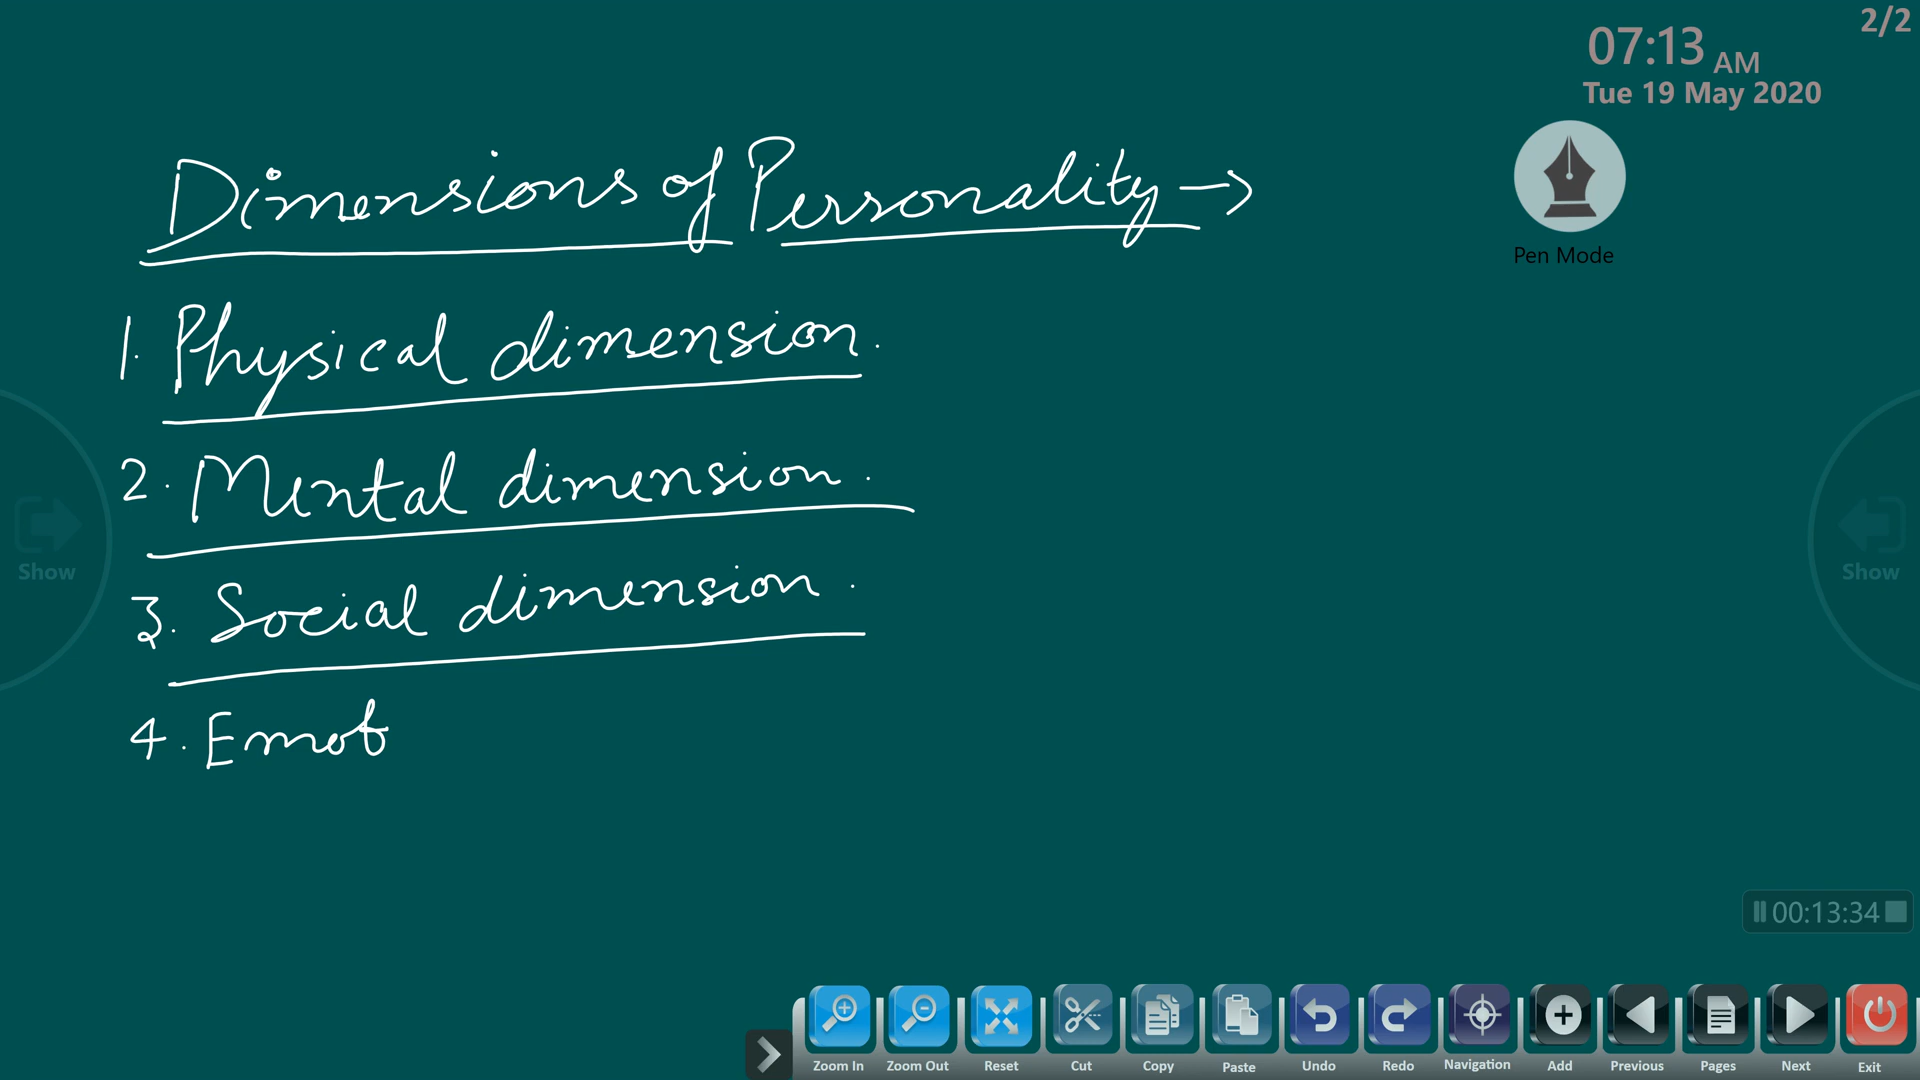 2/2
07:13 AM
Tue 19 May 2020
Pen Mode
Dimensions of Personality →
1. Physical dimension.
2. Mental dimension.
3. Social dimension.
4. Emot
Show
Show
00:13:34
Zoom In Zoom Out Reset Cut Copy Paste Undo Redo Navigation Add Previous Pages Next Exit